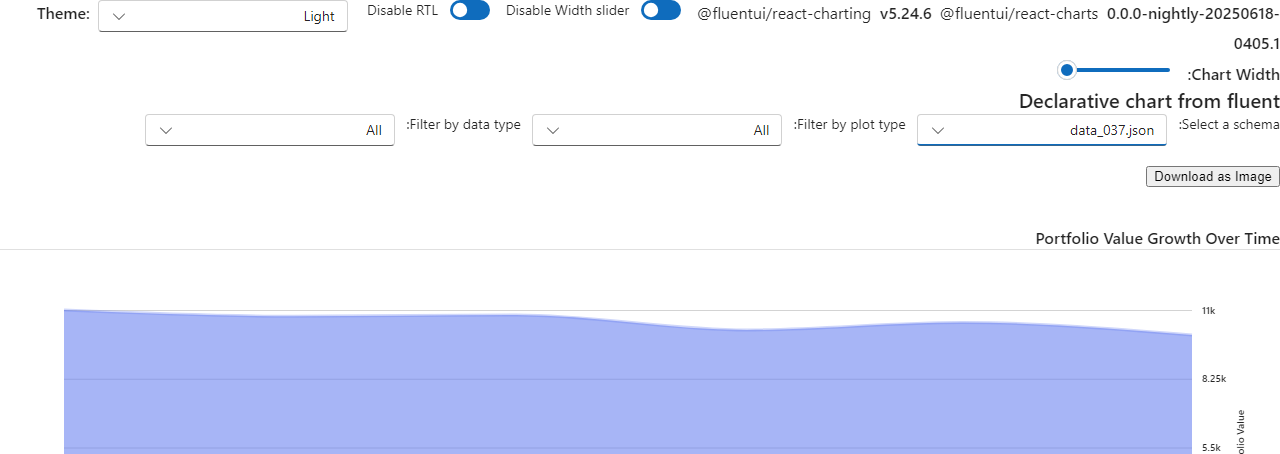 Theme: Light Disable RTL Disable Width slider @fluentui/react-charting v5.24.6 @fluentui/react-charts 0.0.0-nightly-20250618-
0405.1
:Chart Width
Declarative chart from fluent
All :Filter by data type All :Filter by plot type data_037.json :Select a schema
Download as Image
Portfolio Value Growth Over Time
11k
8.25k
5.5k
olio Value